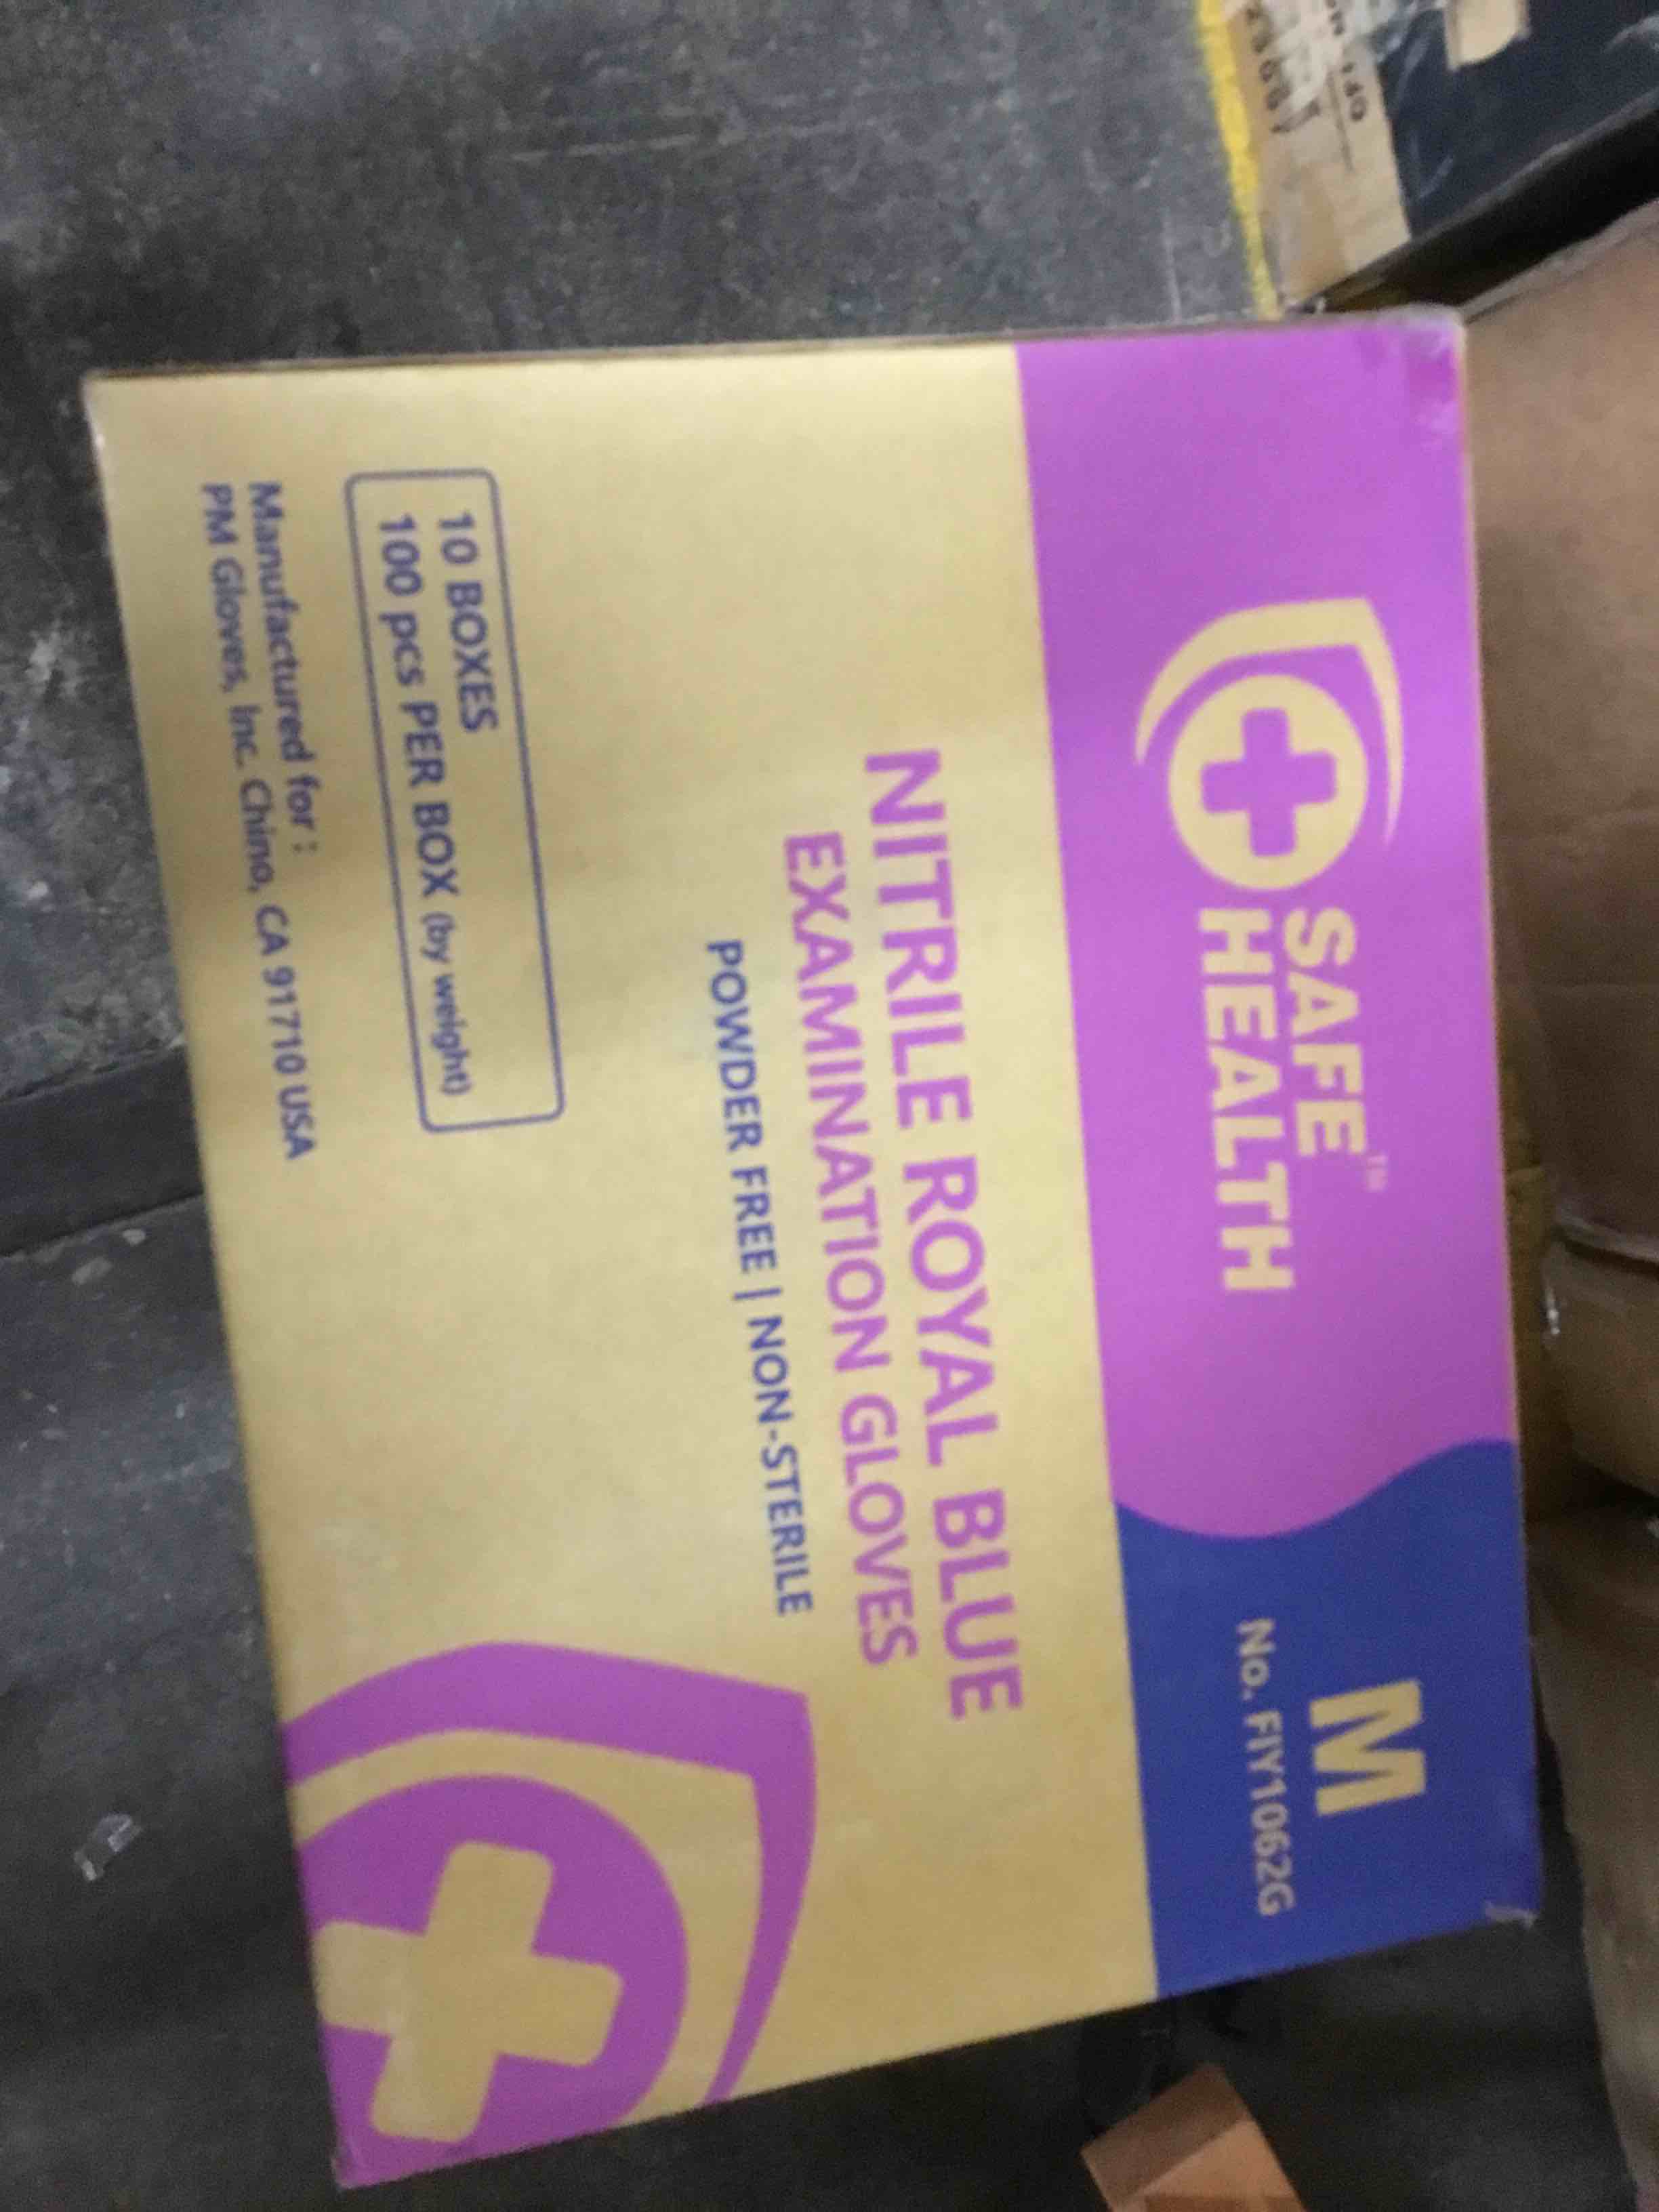 SAFE™
HEALTH
M
No. FIY1062G
NITRILE ROYAL BLUE
EXAMINATION GLOVES
POWDER FREE | NON-STERILE
10 BOXES
100 pcs PER BOX (by weight)
Manufactured for :
PM Gloves, Inc. Chino, CA 91710 USA